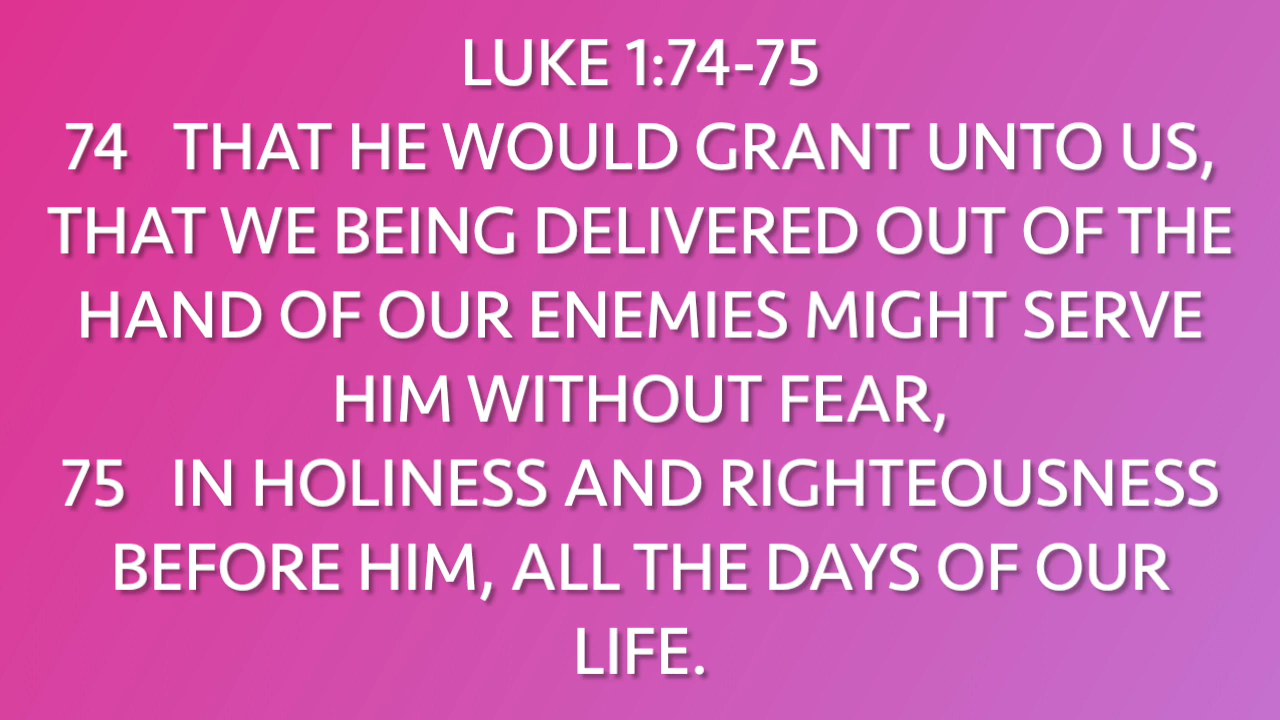 LUKE 1:74-75
74 THAT HE WOULD GRANT UNTO US,
THAT WE BEING DELIVERED OUT OF THE
HAND OF OUR ENEMIES MIGHT SERVE
HIM WITHOUT FEAR,
75 IN HOLINESS AND RIGHTEOUSNESS
BEFORE HIM, ALL THE DAYS OF OUR
LIFE.